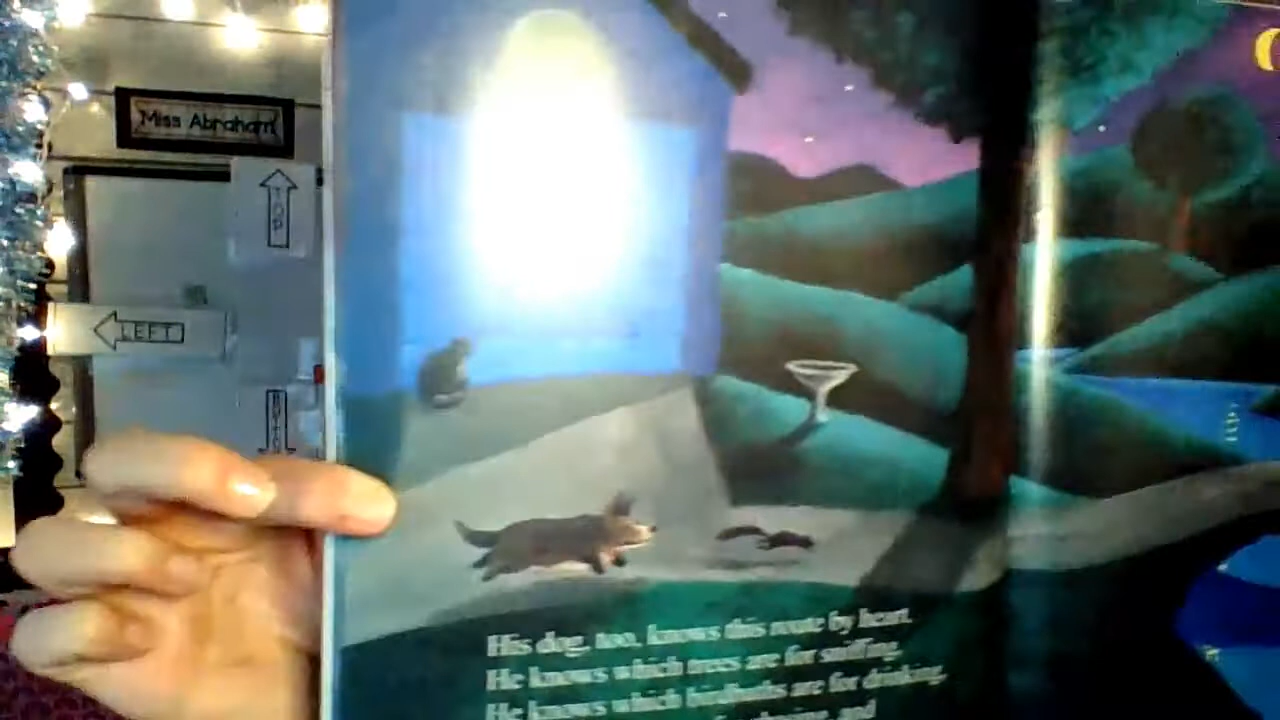 Miss Abraham
TOP
LEFT
His dog, too, knows this route by heart.
He knows which trees are for sniffing.
He knows which birdbaths are for drinking,
and